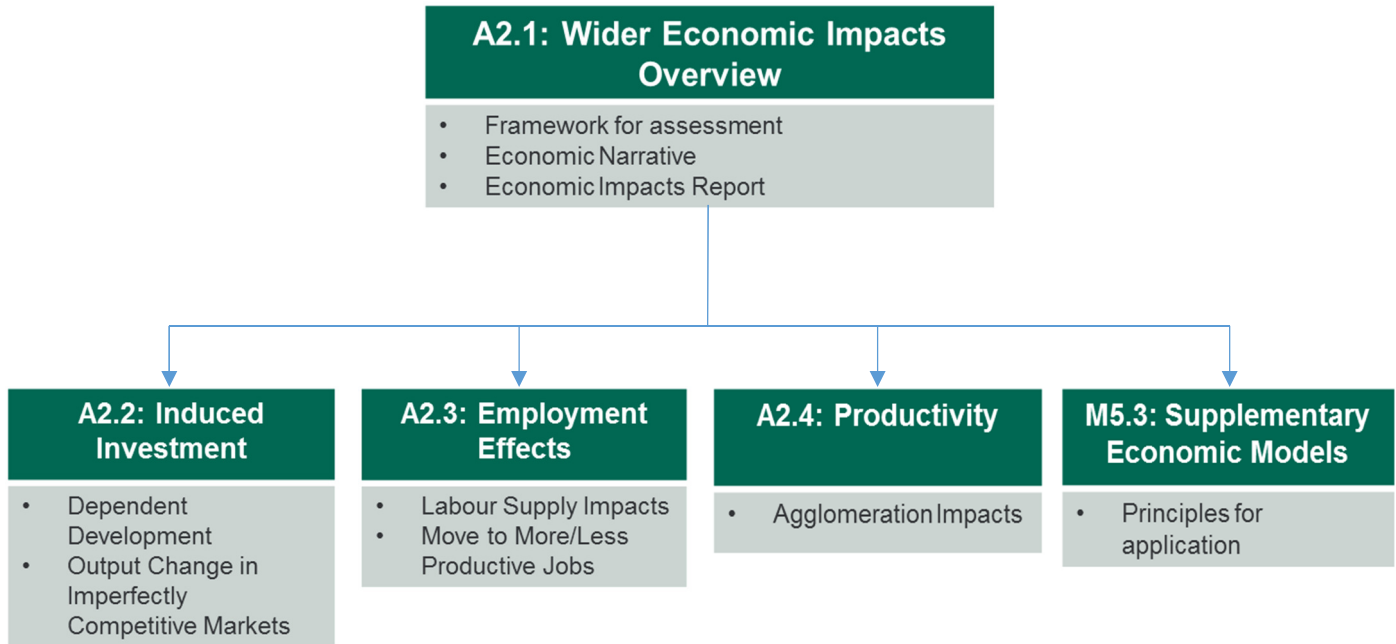 A2.1: Wider Economic Impacts
Overview
• Framework for assessment
• Economic Narrative
• Economic Impacts Report
A2.2: Induced
Investment
• Dependent
Development
• Output Change in
Imperfectly
Competitive Markets
A2.3: Employment
Effects
• Labour Supply Impacts
• Move to More/Less
Productive Jobs
A2.4: Productivity
• Agglomeration Impacts
M5.3: Supplementary
Economic Models
• Principles for
application